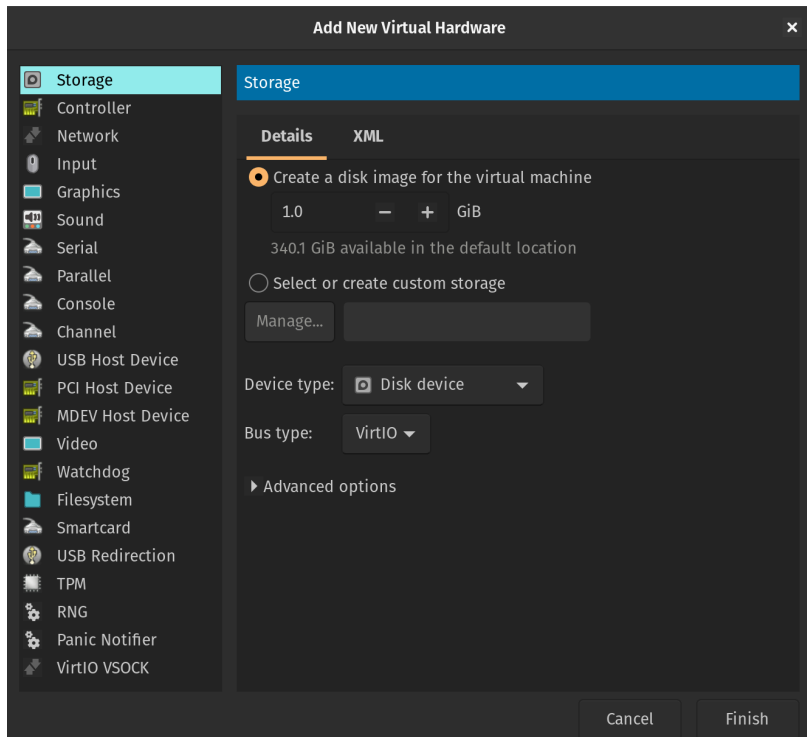 Add New Virtual Hardware
Storage
Controller
Network
Input
Graphics
Sound
Serial
Parallel
Console
Channel
USB Host Device
PCI Host Device
MDEV Host Device
Video
Watchdog
Filesystem
Smartcard
USB Redirection
TPM
RNG
Panic Notifier
VirtIO VSOCK
Storage
Details XML
Create a disk image for the virtual machine
1.0 GiB
340.1 GiB available in the default location
Select or create custom storage
Manage...
Device type: Disk device
Bus type: VirtIO
Advanced options
Cancel Finish